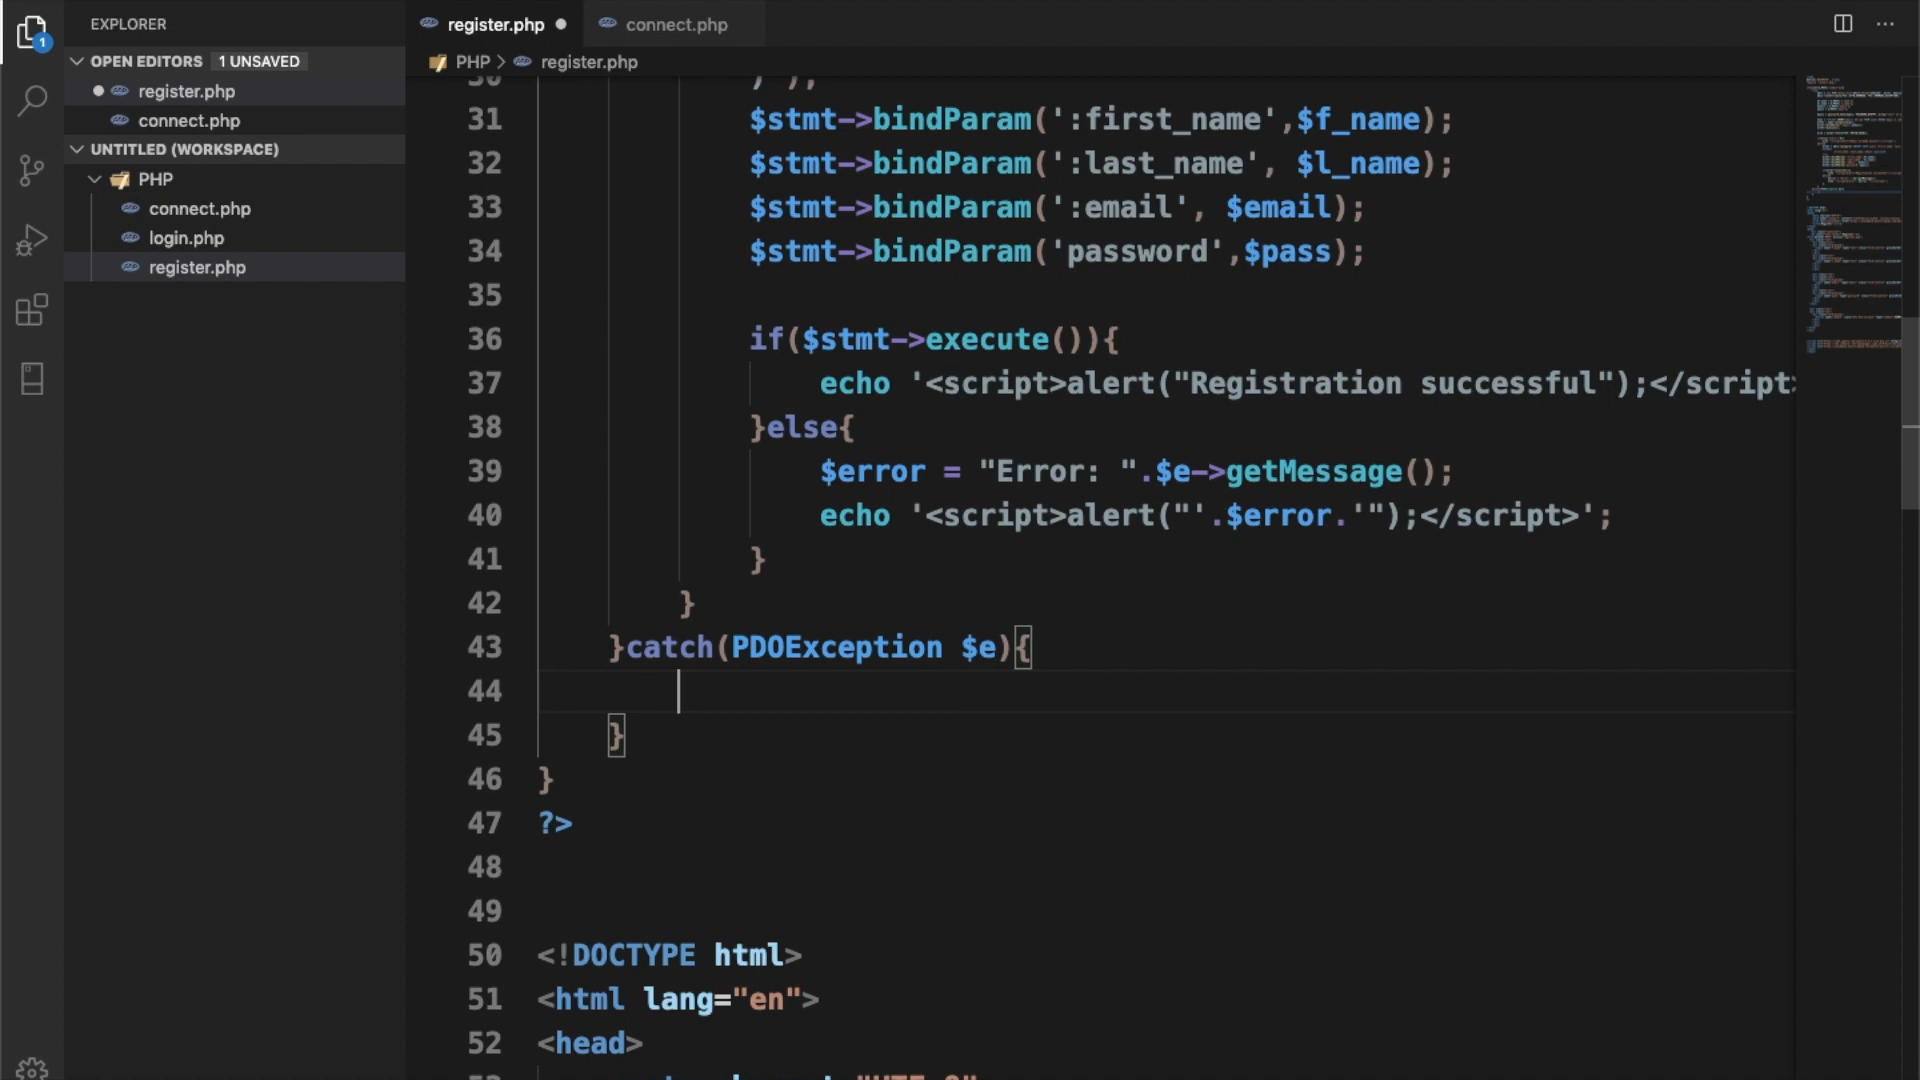 EXPLORER
OPEN EDITORS 1 UNSAVED
register.php
connect.php
UNTITLED (WORKSPACE)
PHP
connect.php
login.php
register.php
1
register.php
connect.php
PHP > register.php
30 ) );
31 $stmt->bindParam(':first_name',$f_name);
32 $stmt->bindParam(':last_name', $l_name);
33 $stmt->bindParam(':email', $email);
34 $stmt->bindParam('password',$pass);
35
36 if($stmt->execute()){
37 echo '<script>alert("Registration successful");</script>
38 }else{
39 $error = "Error: ".$e->getMessage();
40 echo '<script>alert("'.$error.'");</script>';
41 }
42 }
43 }catch(PDOException $e){
44
45 }
46 }
47 ?>
48
49
50 <!DOCTYPE html>
51 <html lang="en">
52 <head>